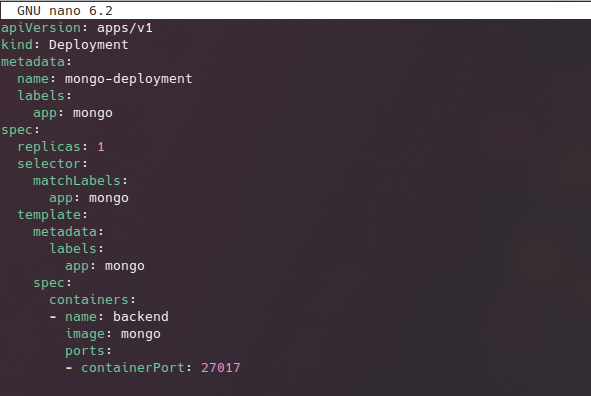 GNU nano 6.2
apiVersion: apps/v1
kind: Deployment
metadata:
  name: mongo-deployment
  labels:
    app: mongo
spec:
  replicas: 1
  selector:
    matchLabels:
      app: mongo
  template:
    metadata:
      labels:
        app: mongo
    spec:
      containers:
      - name: backend
        image: mongo
        ports:
        - containerPort: 27017